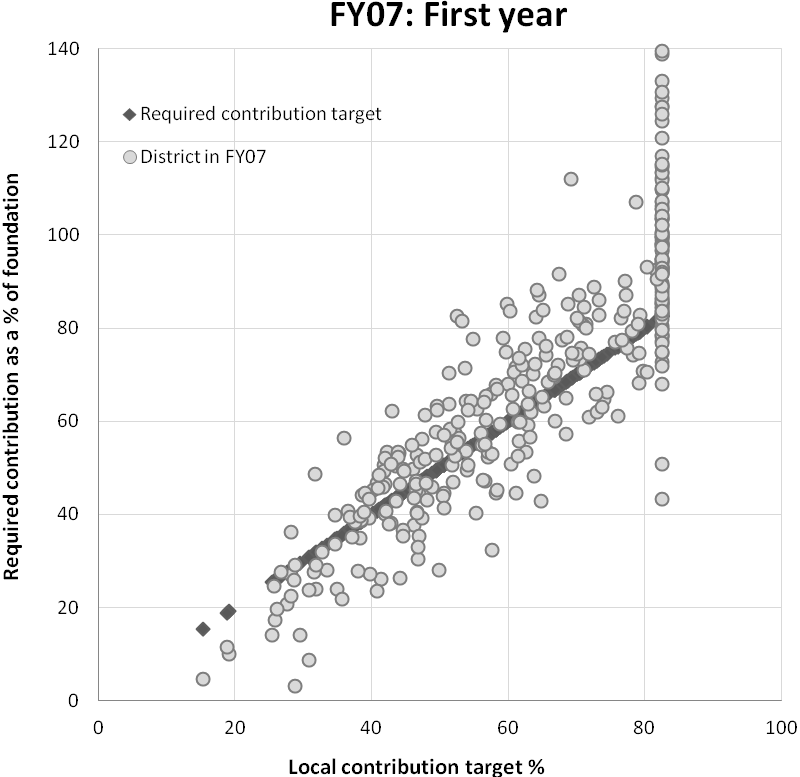 FY07: First year
140
120
100
80
60
40
20
0
Required contribution target
District in FY07
Required contribution as a % of foundation
0 20 40 60 80 100
Local contribution target %